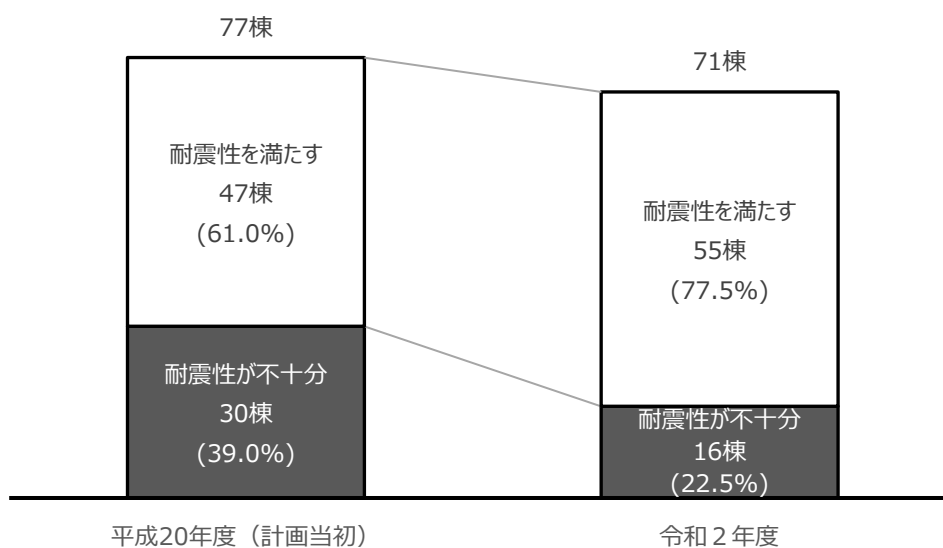 77棟
耐震性を満たす
47棟
(61.0%)
耐震性が不十分
30棟
(39.0%)
平成20年度（計画当初）
71棟
耐震性を満たす
55棟
(77.5%)
耐震性が不十分
16棟
(22.5%)
令和２年度